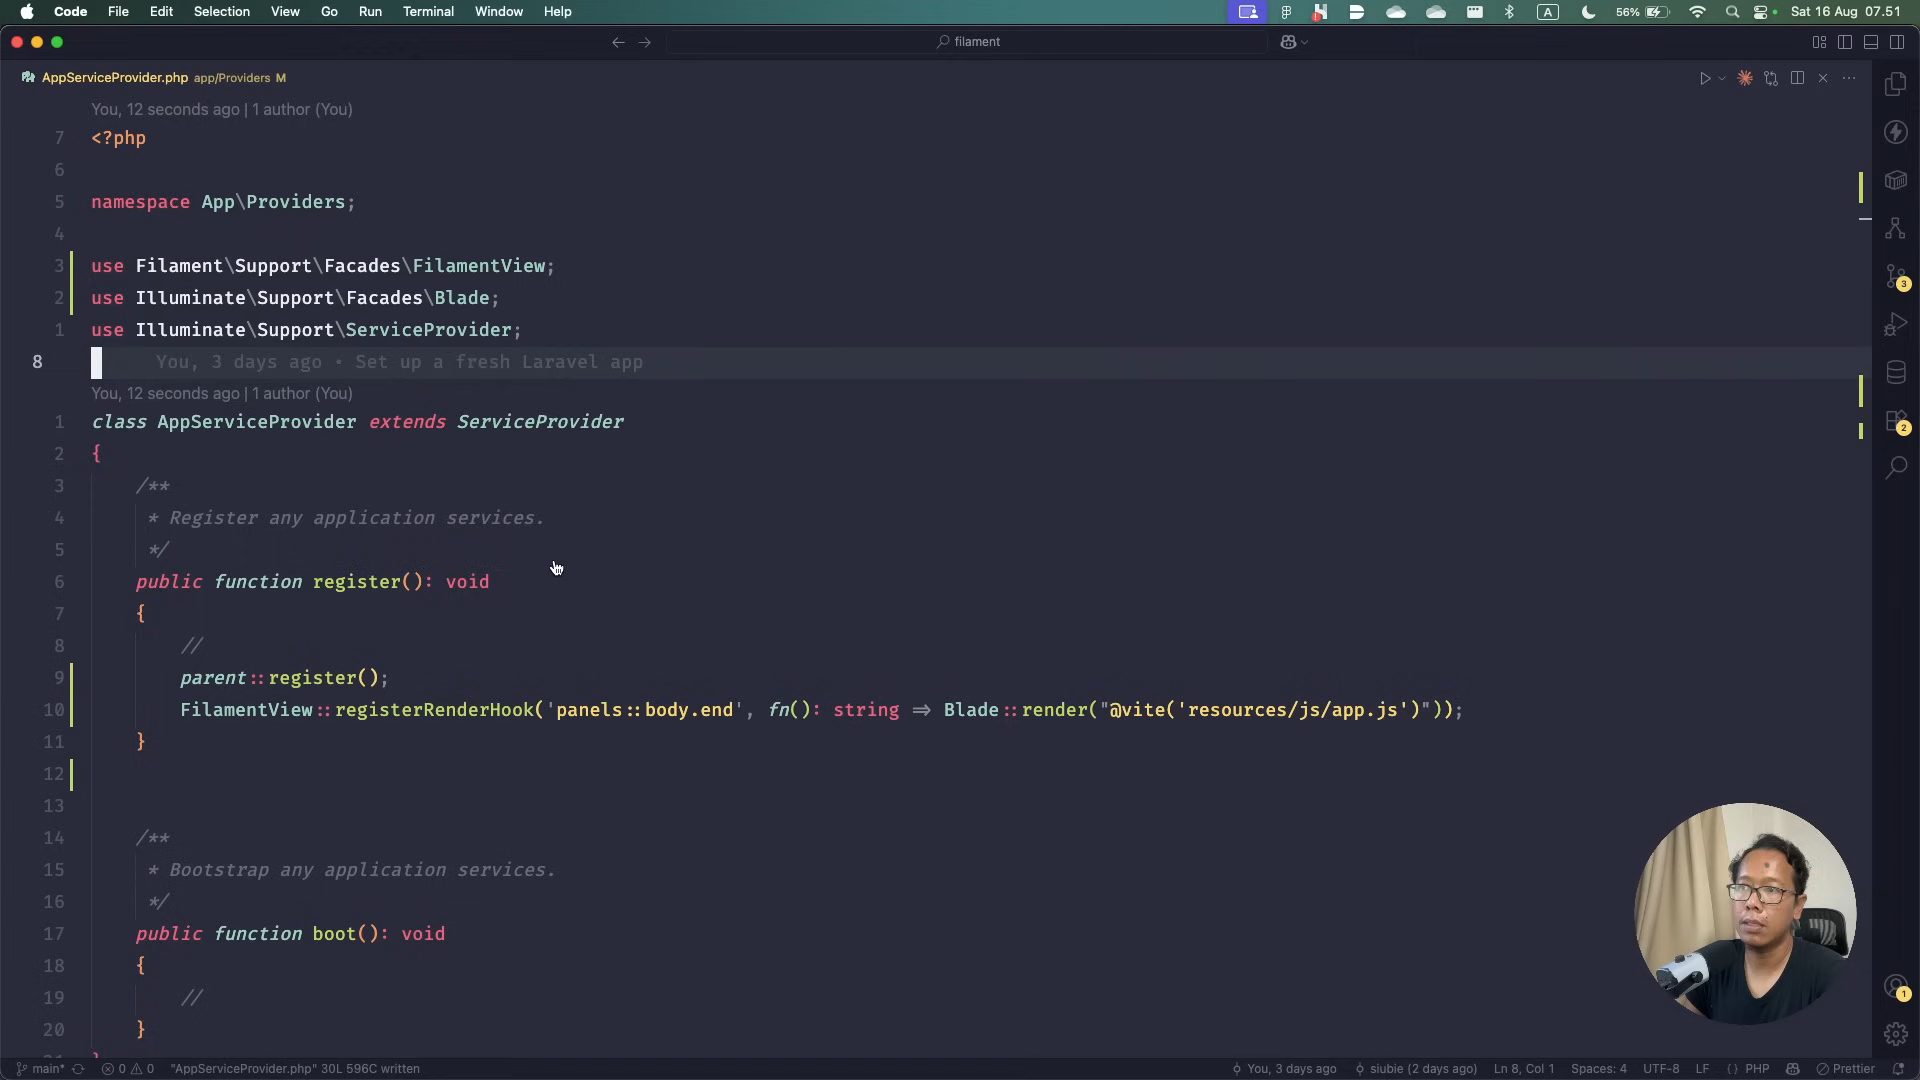 Code File Edit Selection View Go Run Terminal Window Help A 56% Sat 16 Aug 07.51
filament
AppServiceProvider.php app/Providers M
You, 12 seconds ago | 1 author (You)
7 <?php
6
5 namespace App\Providers;
4
3 use Filament\Support\Facades\FilamentView;
2 use Illuminate\Support\Facades\Blade;
1 use Illuminate\Support\ServiceProvider;
8 You, 3 days ago • Set up a fresh Laravel app
You, 12 seconds ago | 1 author (You)
1 class AppServiceProvider extends ServiceProvider
2 {
3 /**
4 * Register any application services.
5 */
6 public function register(): void
7 {
8 //
9 parent::register();
10 FilamentView::registerRenderHook('panels::body.end', fn(): string => Blade::render("@vite('resources/js/app.js')"));
11 }
12
13
14 /**
15 * Bootstrap any application services.
16 */
17 public function boot(): void
18 {
19 //
20 }
3
2
1
main* 0 0 "AppServiceProvider.php" 30L 596C written You, 3 days ago siubie (2 days ago) Ln 8, Col 1 Spaces: 4 UTF-8 LF { } PHP Prettier